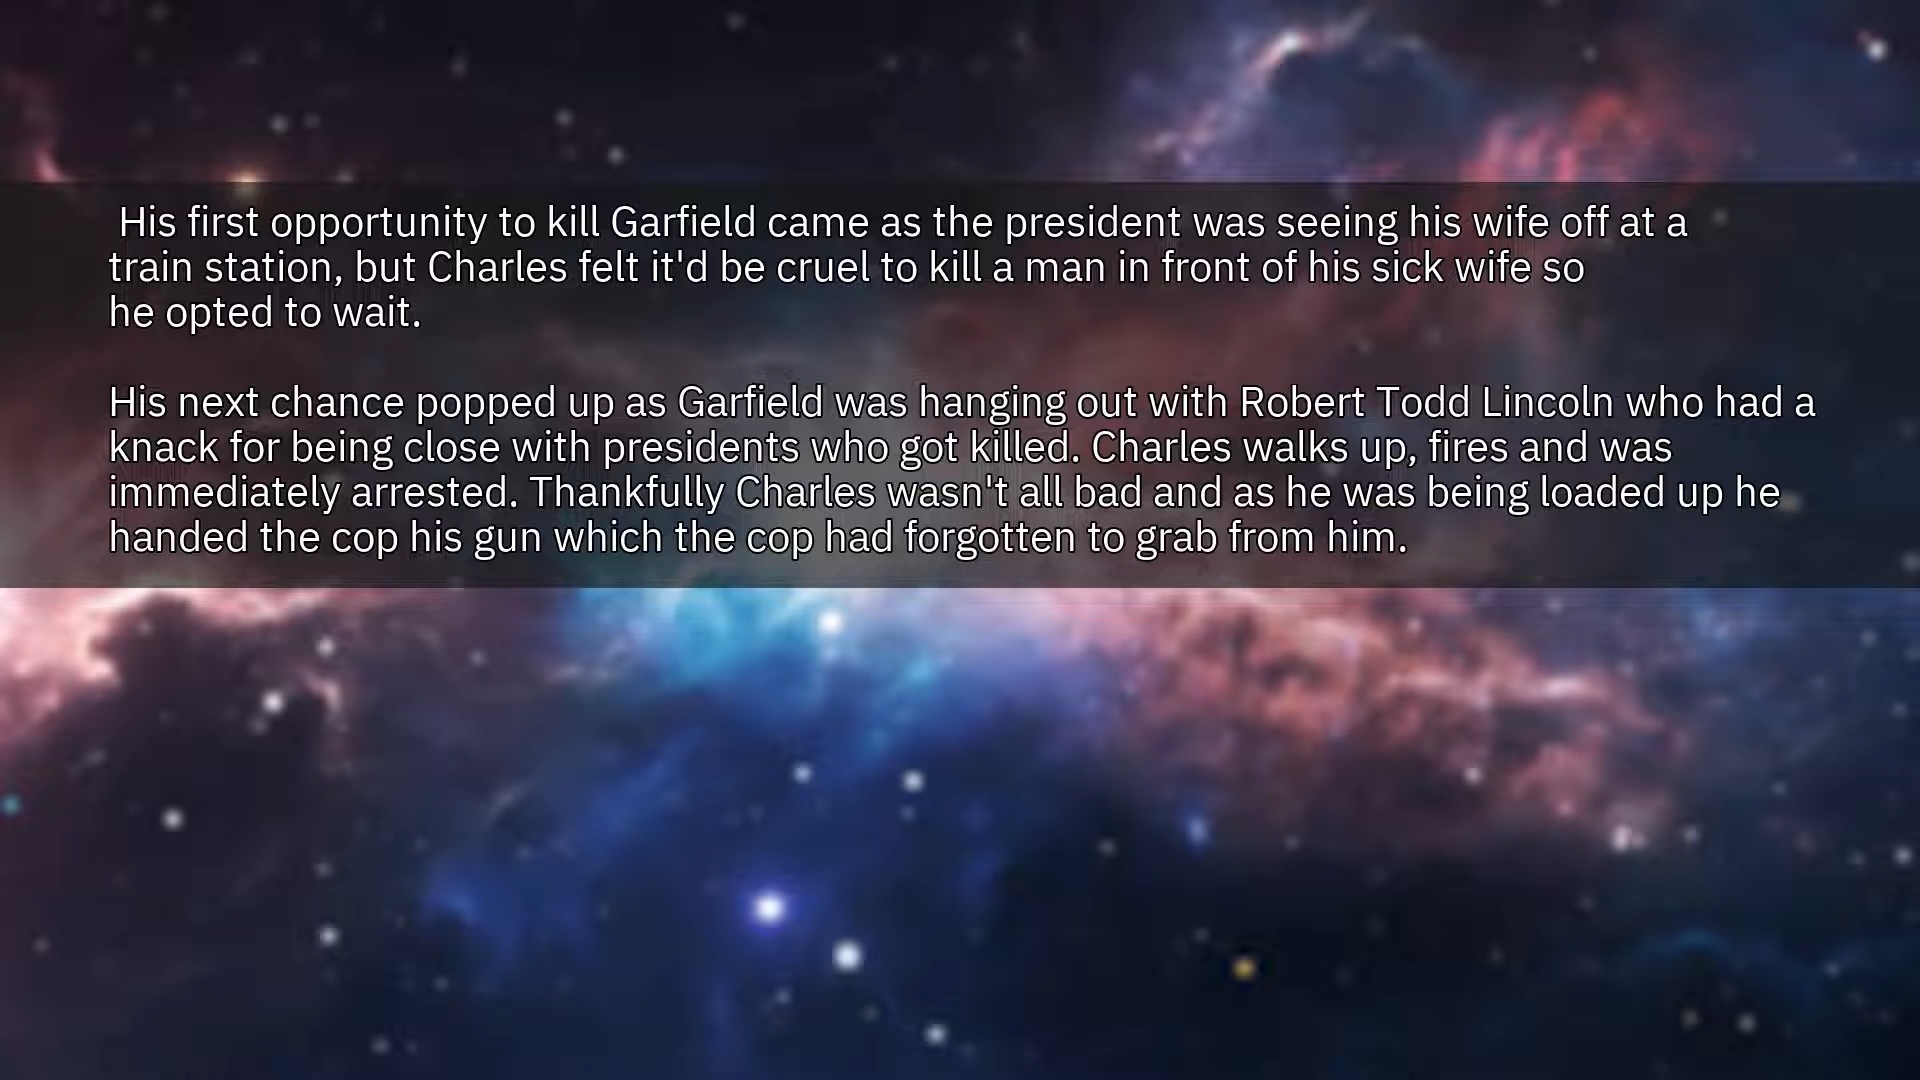 His first opportunity to kill Garfield came as the president was seeing his wife off at a
train station, but Charles felt it'd be cruel to kill a man in front of his sick wife so
he opted to wait.
His next chance popped up as Garfield was hanging out with Robert Todd Lincoln who had a
knack for being close with presidents who got killed. Charles walks up, fires and was
immediately arrested. Thankfully Charles wasn't all bad and as he was being loaded up he
handed the cop his gun which the cop had forgotten to grab from him.